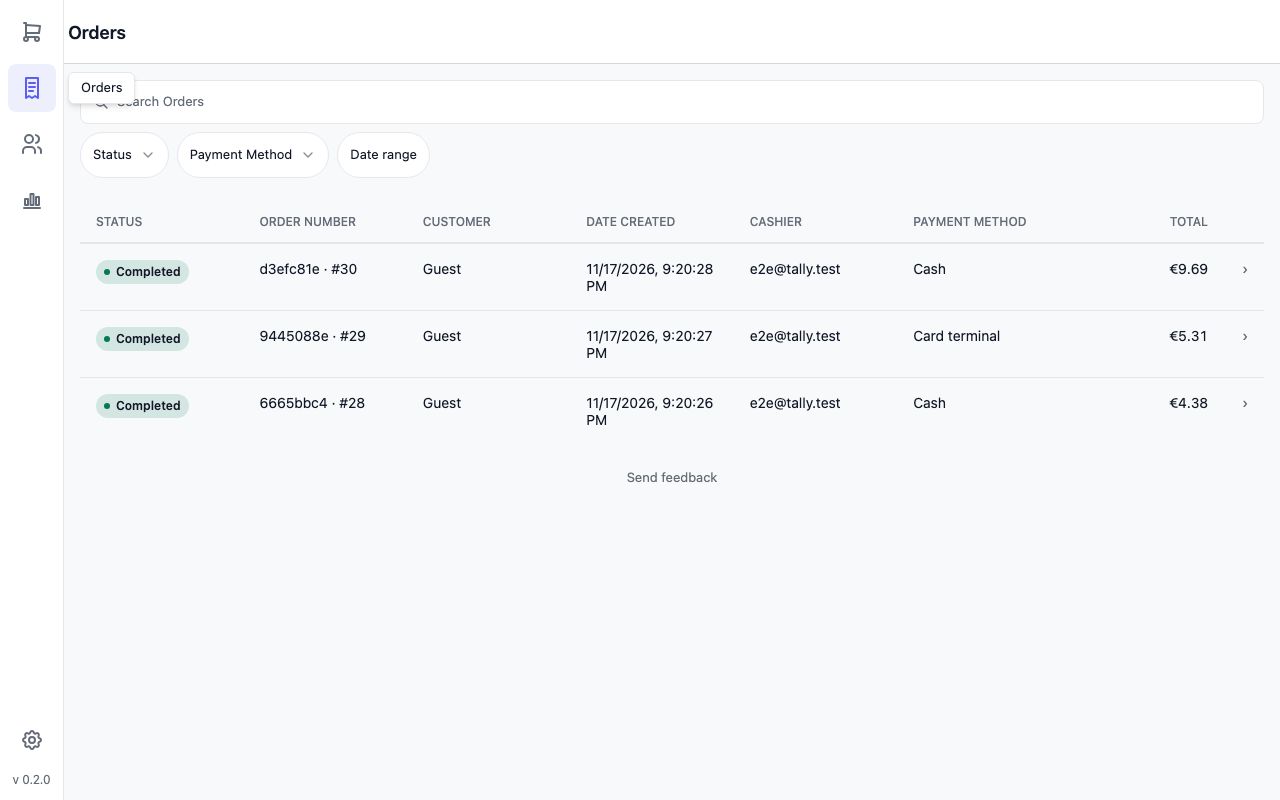 Orders
Orders
Search Orders
Status
Payment Method
Date range
STATUS
ORDER NUMBER
CUSTOMER
DATE CREATED
CASHIER
PAYMENT METHOD
TOTAL
Completed
d3efc81e · #30
Guest
11/17/2026, 9:20:28
PM
e2e@tally.test
Cash
€9.69
Completed
9445088e · #29
Guest
11/17/2026, 9:20:27
PM
e2e@tally.test
Card terminal
€5.31
Completed
6665bbc4 · #28
Guest
11/17/2026, 9:20:26
PM
e2e@tally.test
Cash
€4.38
Send feedback
v 0.2.0